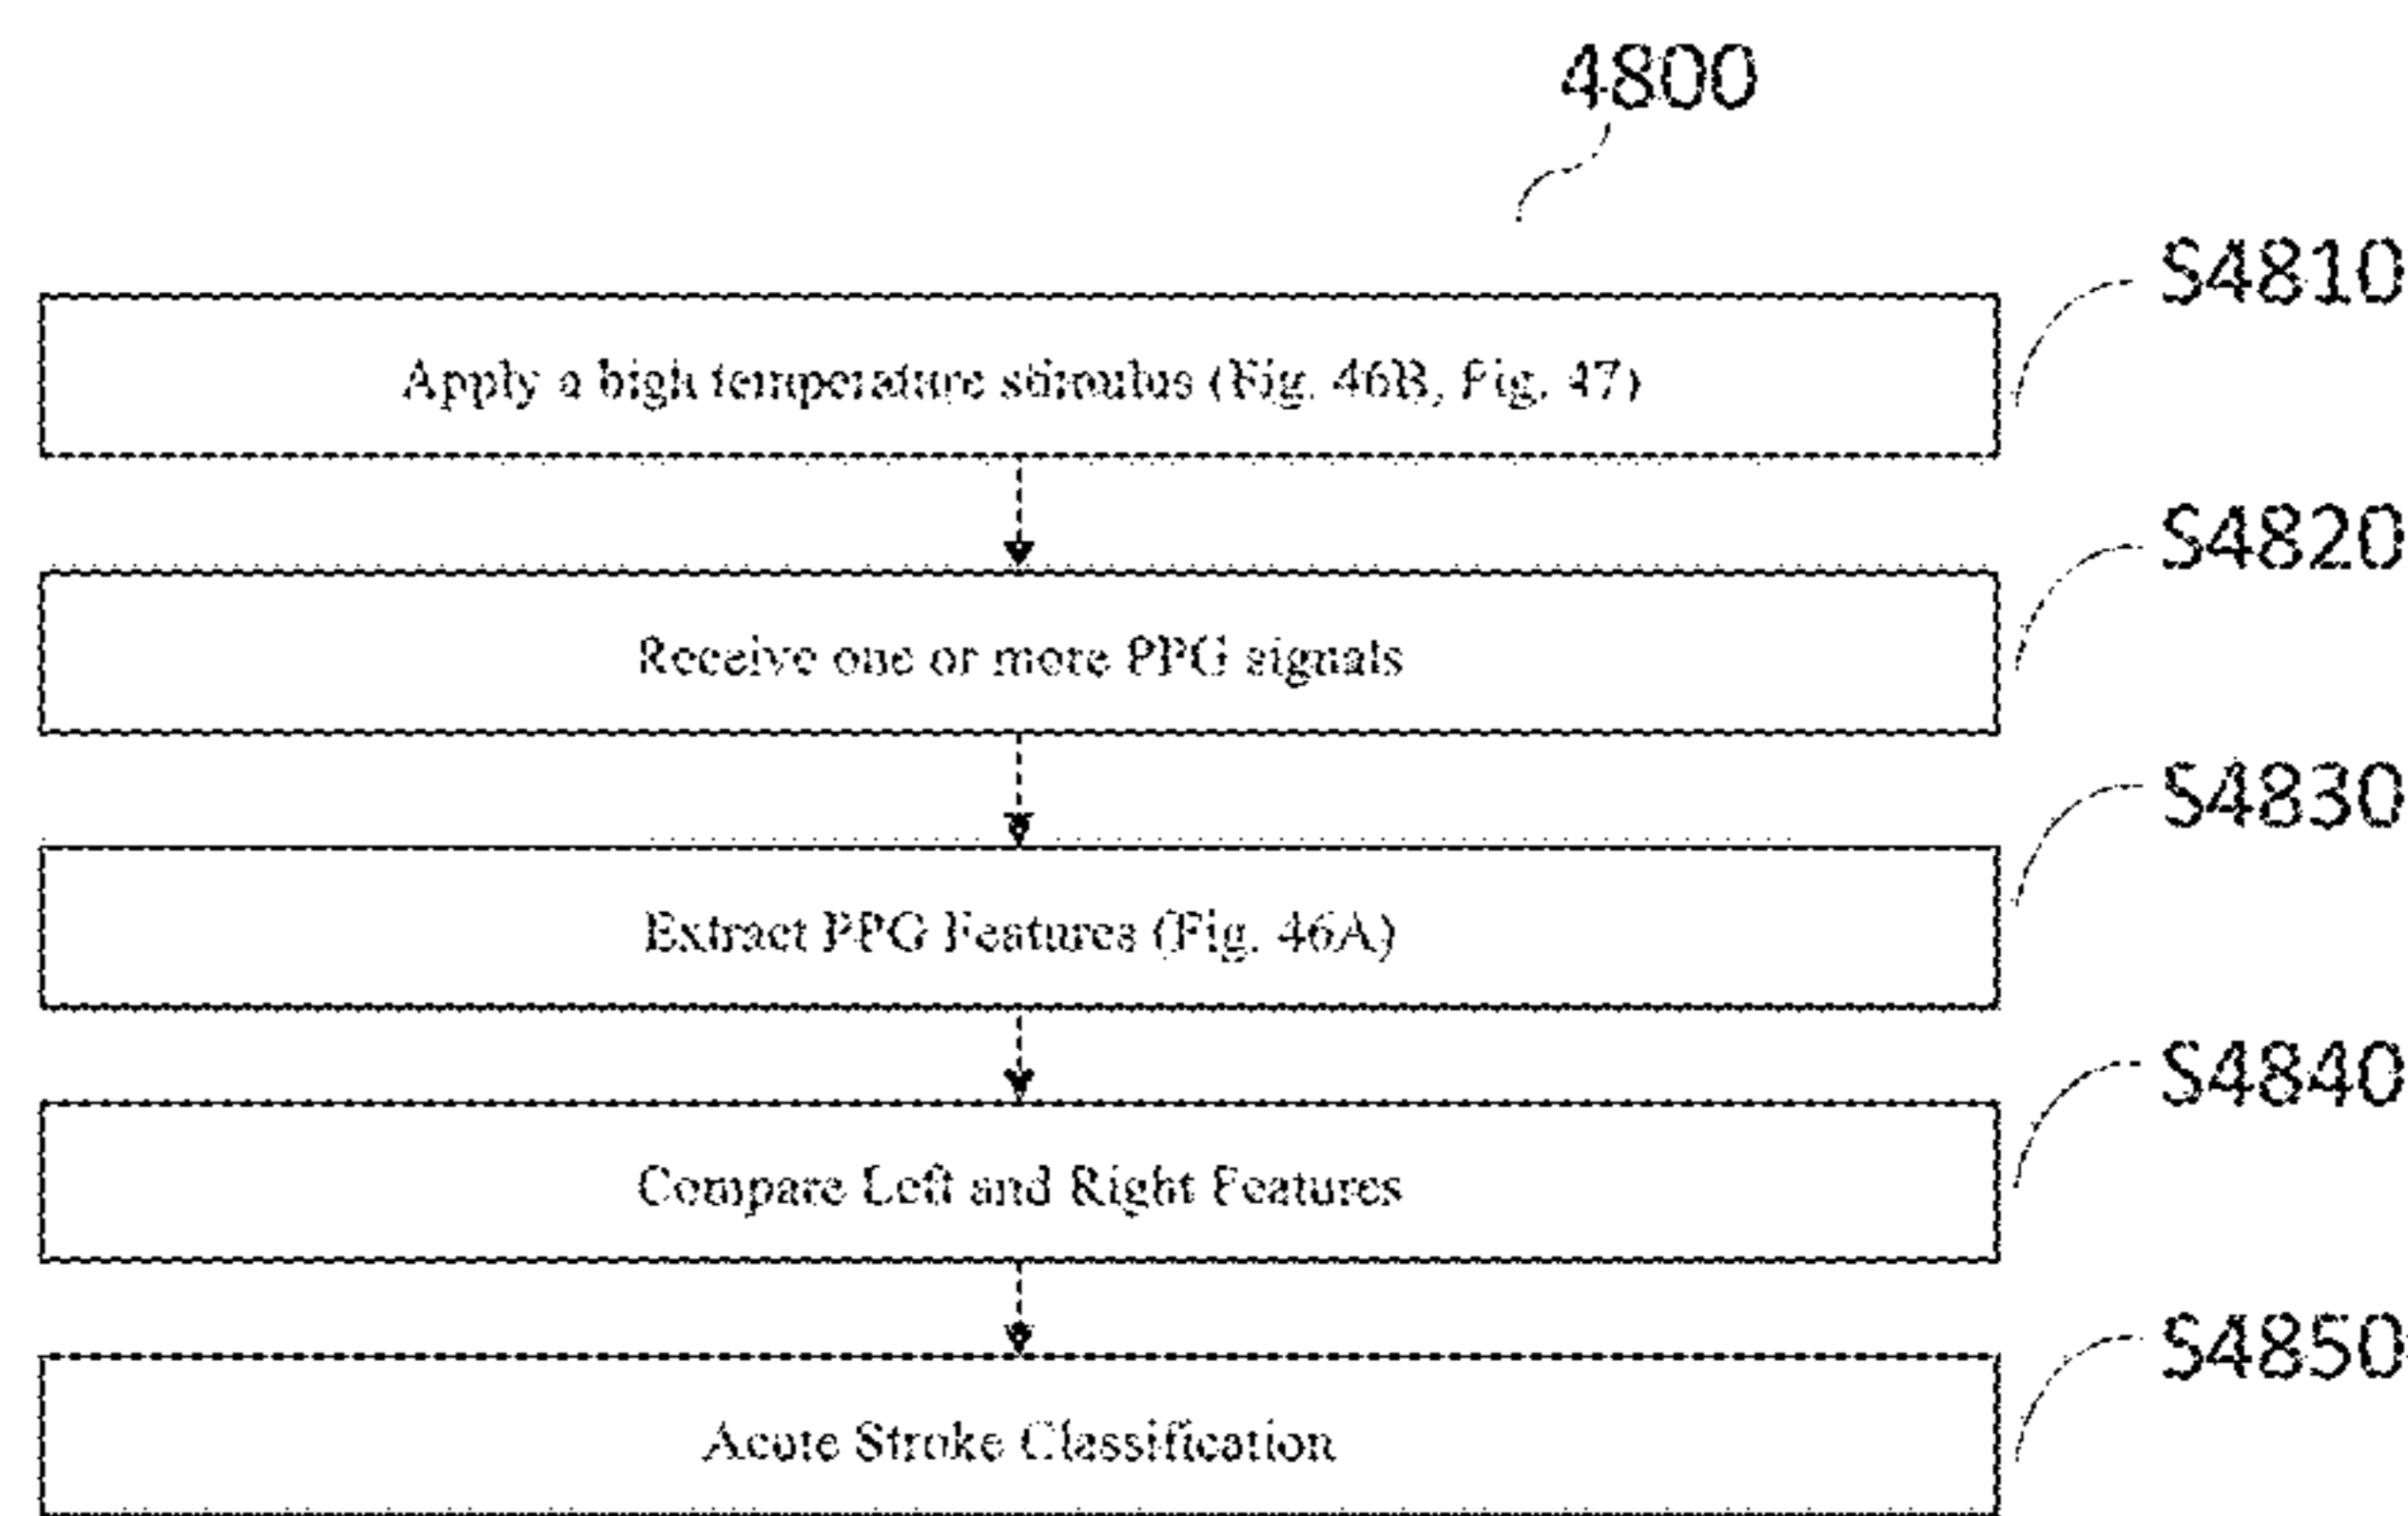 4800
S4810
Apply a high temperature stimulus (Fig. 46B, Fig. 47)
S4820
Receive one or more PPG signals
S4830
Extract PPG Features (Fig. 46A)
S4840
Compare Left and Right Features
S4850
Acute Stroke Classification